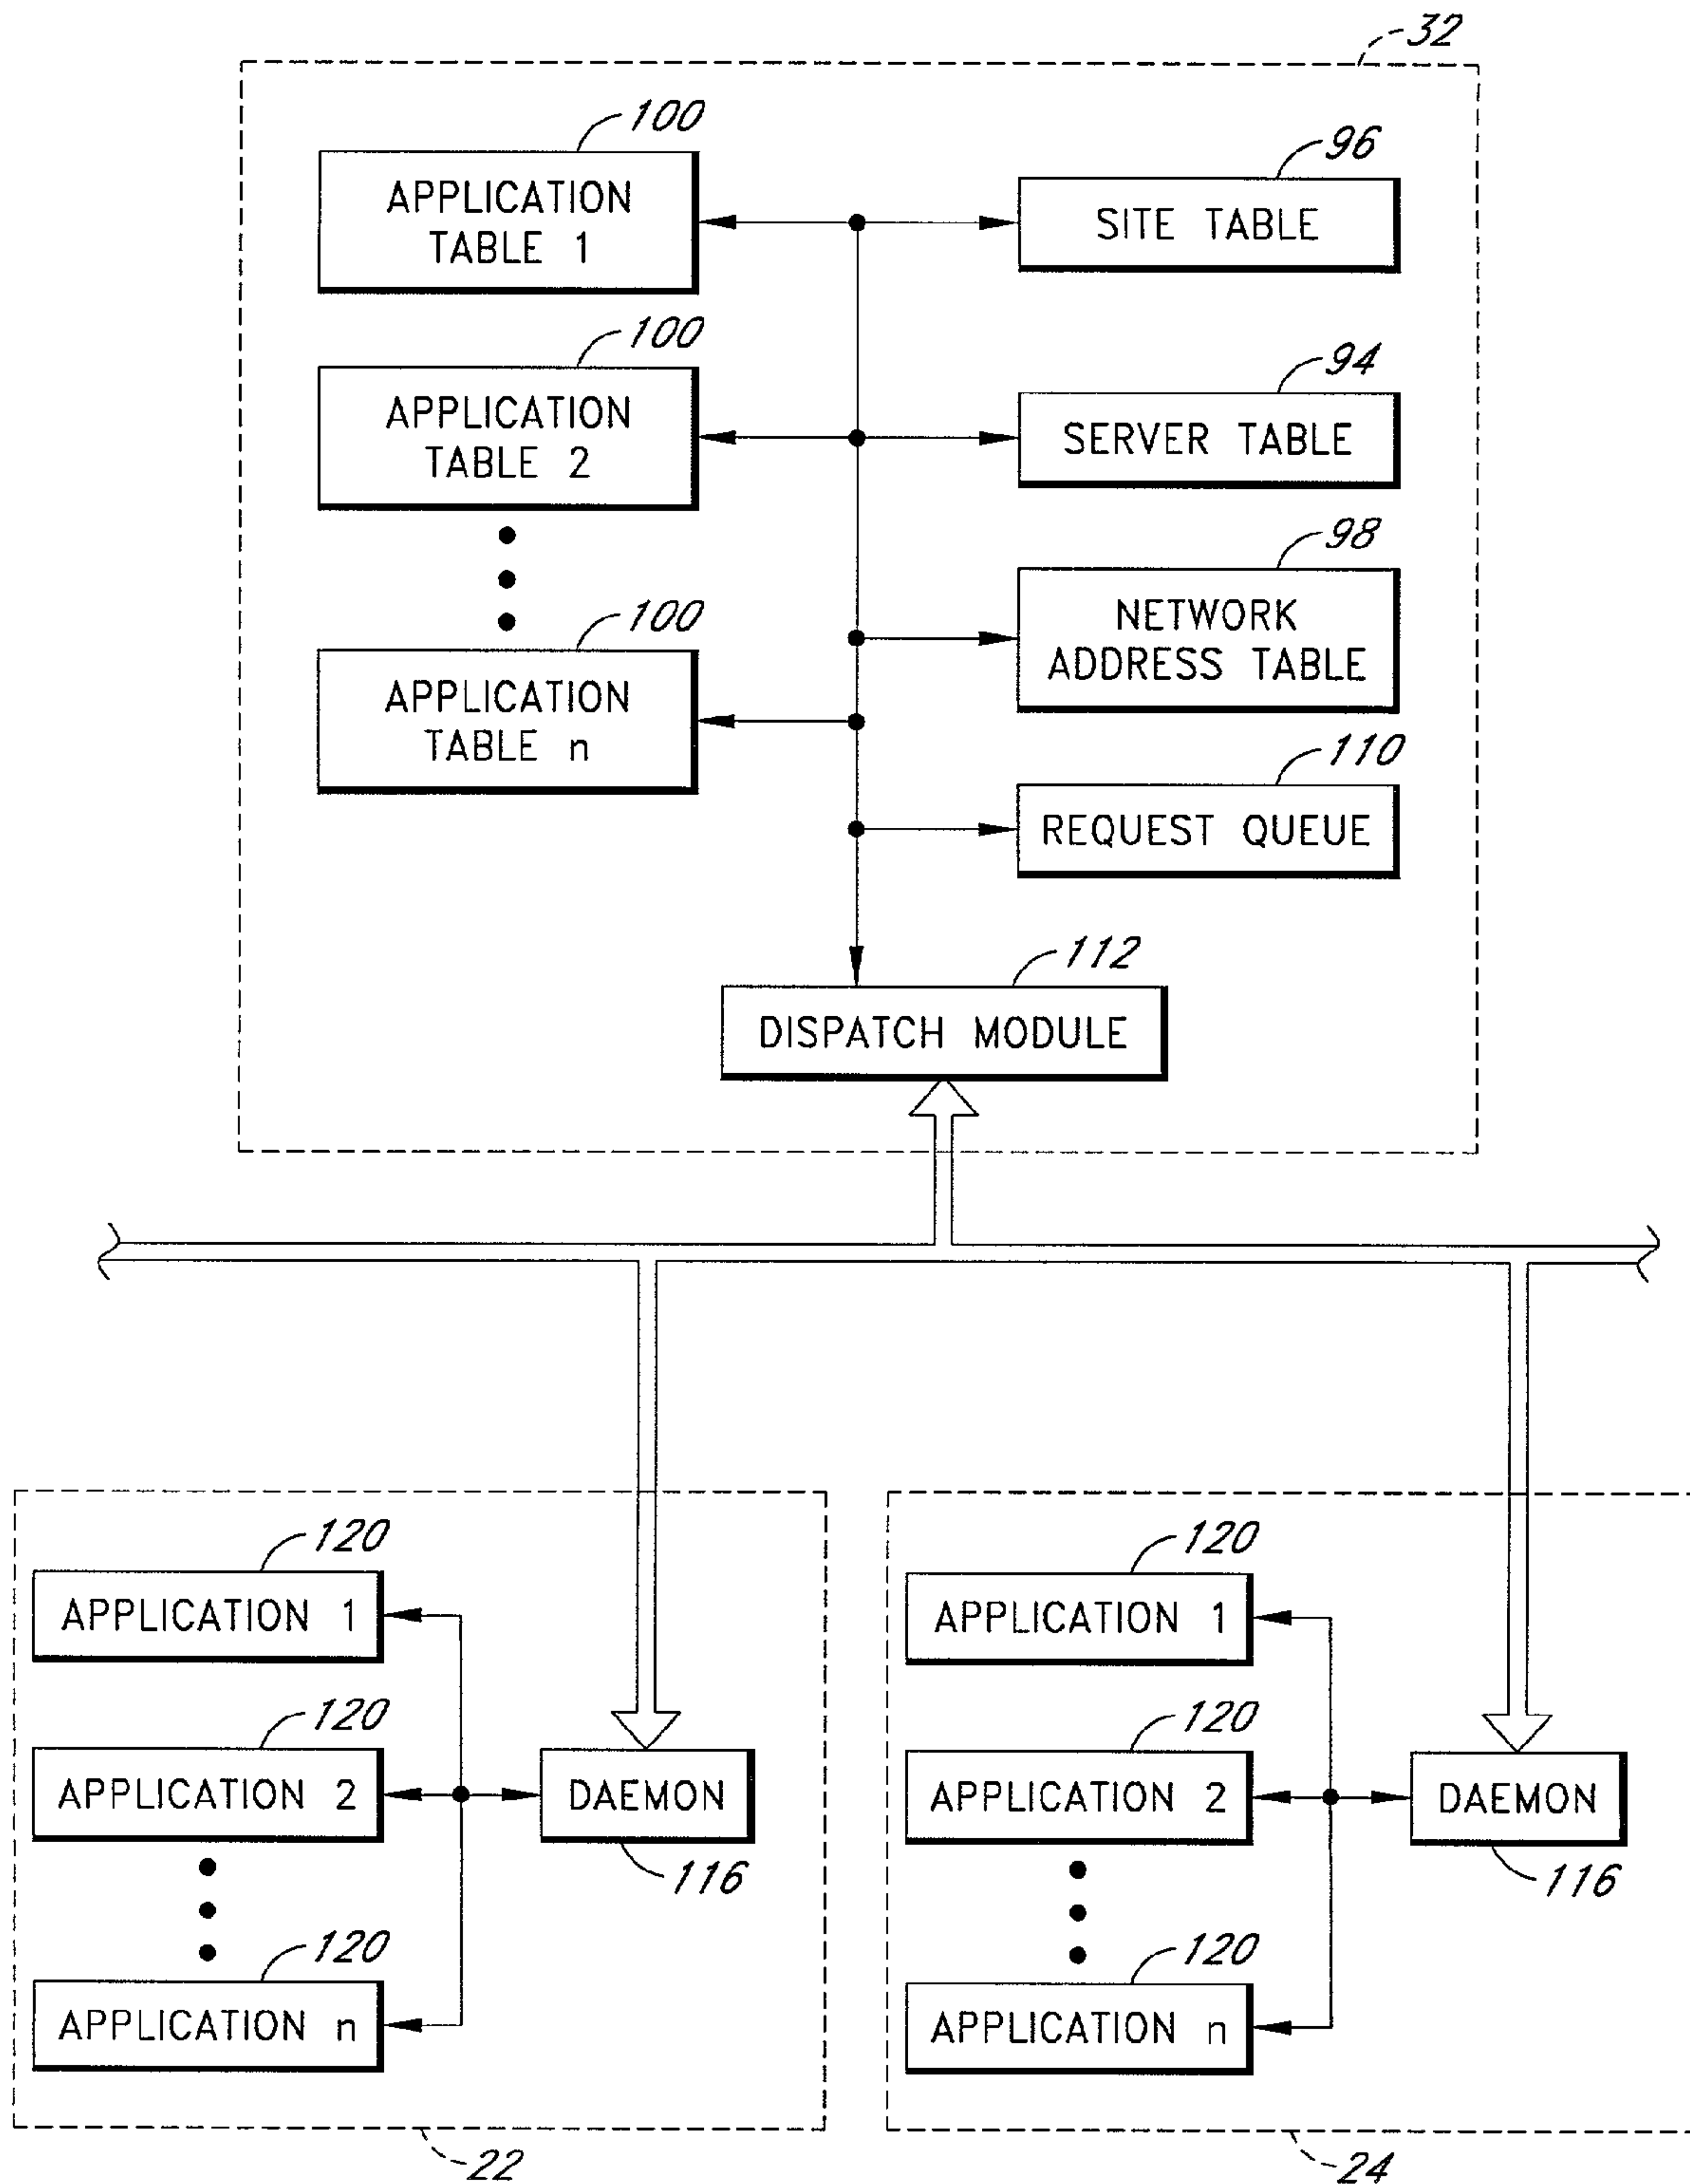 32
100
APPLICATION
TABLE 1
96
SITE TABLE
100
APPLICATION
TABLE 2
94
SERVER TABLE
98
NETWORK
ADDRESS TABLE
100
APPLICATION
TABLE n
110
REQUEST QUEUE
112
DISPATCH MODULE
120
APPLICATION 1
120
APPLICATION 2
DAEMON
116
120
APPLICATION n
22
120
APPLICATION 1
120
APPLICATION 2
DAEMON
116
120
APPLICATION n
24